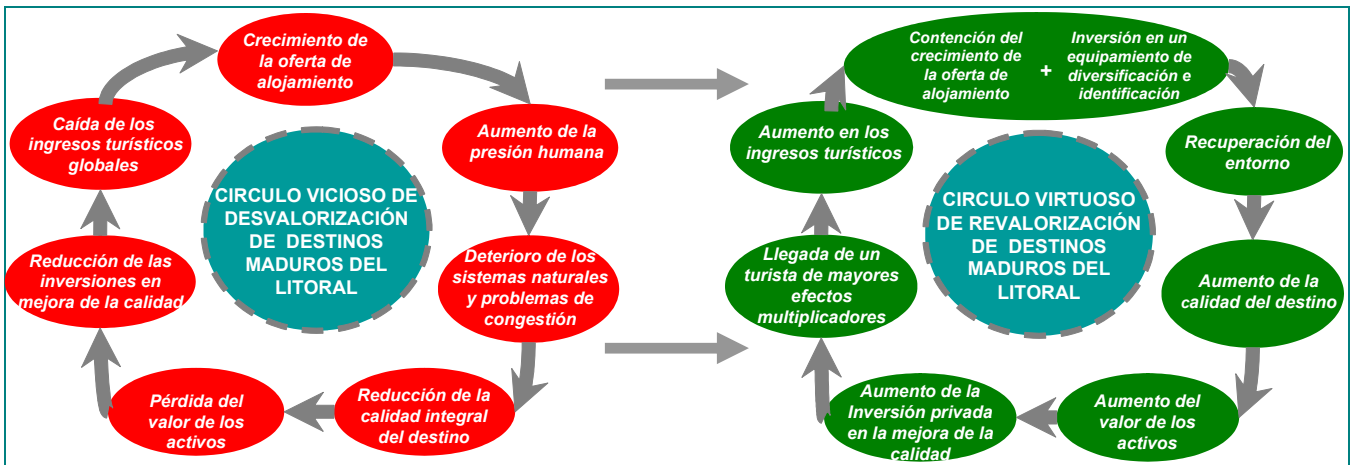 Crecimiento de
la oferta de
alojamiento
Aumento de la
presión humana
Deterioro de los
sistemas naturales
y problemas de
congestión
Reducción de la
calidad integral
del destino
Pérdida del
valor de los
activos
Reducción de las
inversiones en
mejora de la calidad
Caída de los
ingresos turísticos
globales
CIRCULO VICIOSO DE
DESVALORIZACIÓN
DE DESTINOS
MADUROS DEL
LITORAL
Contención del
crecimiento de
la oferta de
alojamiento
+
Inversión en un
equipamiento de
diversificación e
identificación
Recuperación del
entorno
Aumento de la
calidad del destino
Aumento del
valor de los
activos
Aumento de la
Inversión privada
en la mejora de la
calidad
Llegada de un
turista de mayores
efectos
multiplicadores
Aumento en los
ingresos turísticos
CIRCULO VIRTUOSO
DE REVALORIZACIÓN
DE DESTINOS
MADUROS DEL
LITORAL